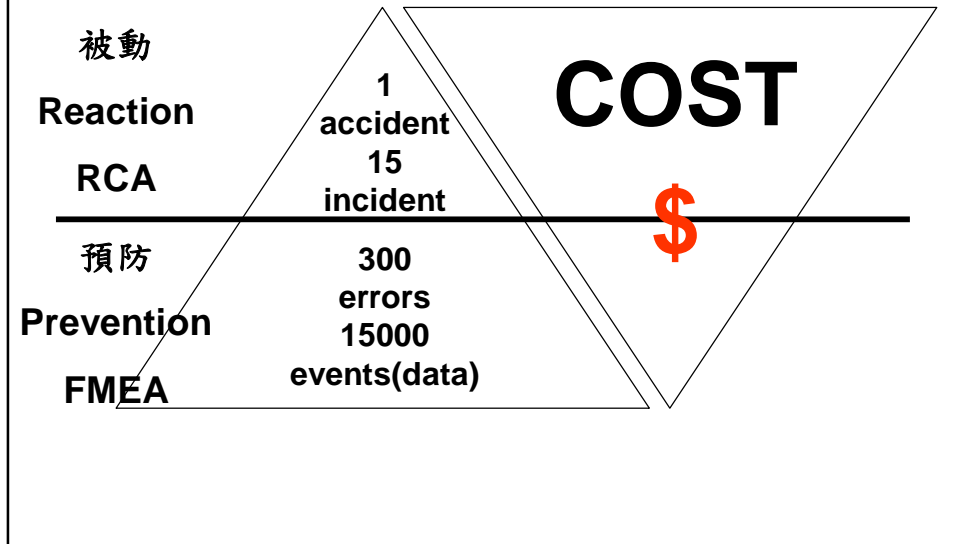 被動
Reaction
RCA
1
accident
15
incident
COST
$
預防
Prevention
FMEA
300
errors
15000
events(data)